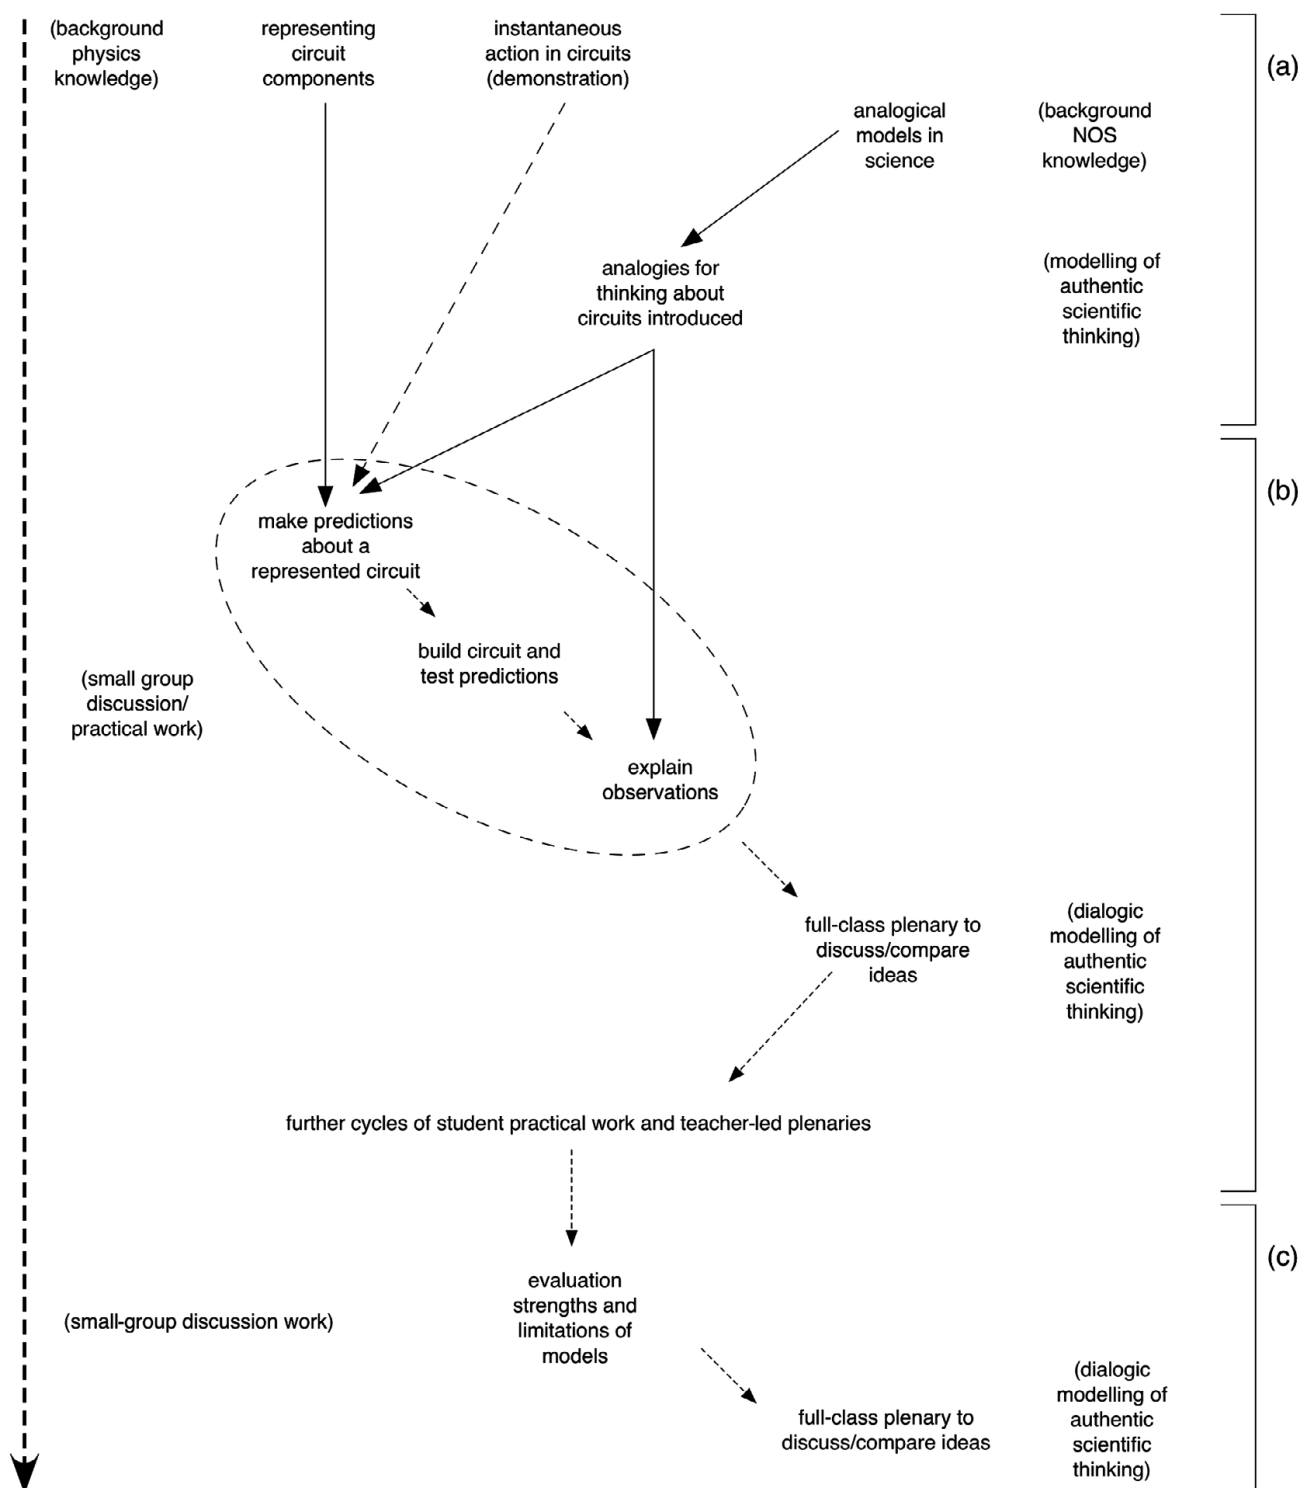 (background
physics
knowledge)
representing
circuit
components
instantaneous
action in circuits
(demonstration)
(a)
analogical
models in
science
(background
NOS
knowledge)
analogies for
thinking about
circuits introduced
(modelling of
authentic
scientific
thinking)
(b)
make predictions
about a
represented circuit
build circuit and
test predictions
(small group
discussion/
practical work)
explain
observations
full-class plenary to
discuss/compare
ideas
(dialogic
modelling of
authentic
scientific
thinking)
further cycles of student practical work and teacher-led plenaries
(c)
evaluation
strengths and
limitations of
models
(small-group discussion work)
full-class plenary to
discuss/compare ideas
(dialogic
modelling of
authentic
scientific
thinking)